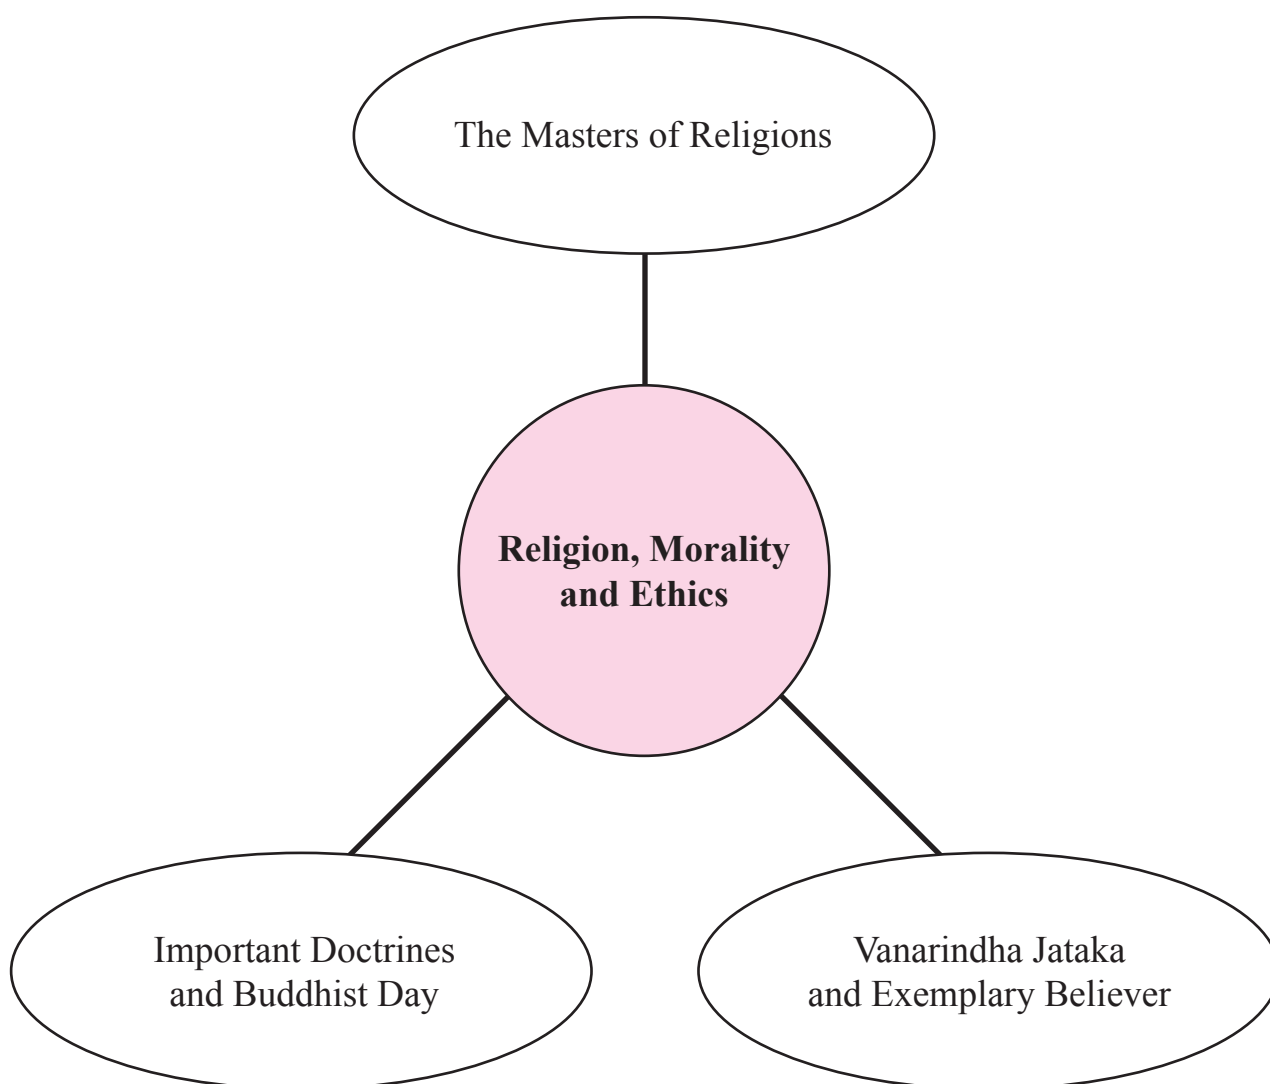 The Masters of Religions
Religion, Morality
and Ethics
Important Doctrines
and Buddhist Day
Vanarindha Jataka
and Exemplary Believer